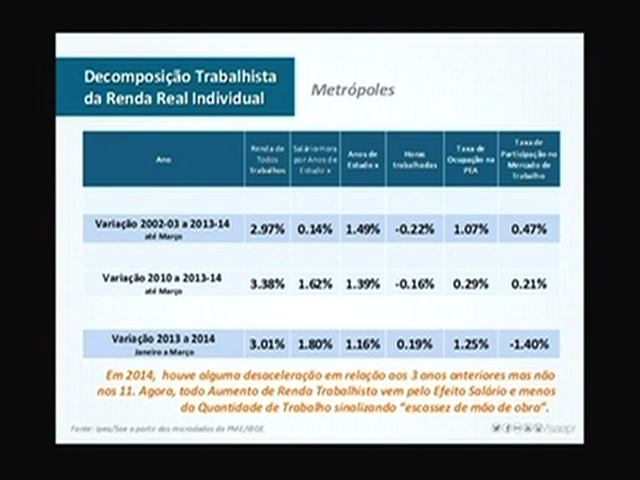 Decomposição Trabalhista
da Renda Real Individual
Metrópoles
Ano
Renda de
Todos
trabalhos
Salário-hora
por Anos de
Estudo x
Anos de
Estudo x
Horas
trabalhadas
Taxa de
Ocupação na
PEA
Taxa de
Participação no
Mercado de
Trabalho
Variação 2002-03 a 2013-14
até Março
2.97% 0.14% 1.49% -0.22% 1.07% 0.47%
Variação 2010 a 2013-14
até Março
3.38% 1.62% 1.39% -0.16% 0.29% 0.21%
Variação 2013 a 2014
Janeiro a Março
3.01% 1.80% 1.16% 0.19% 1.25% -1.40%
Em 2014, houve alguma desaceleração em relação aos 3 anos anteriores mas não
nos 11. Agora, todo Aumento de Renda Trabalhista vem pelo Efeito Salário e menos
da Quantidade de Trabalho sinalizando “escassez de mão de obra”.
Fonte: Ipea/Sae a partir dos microdados da PME/IBGE.
/saepr